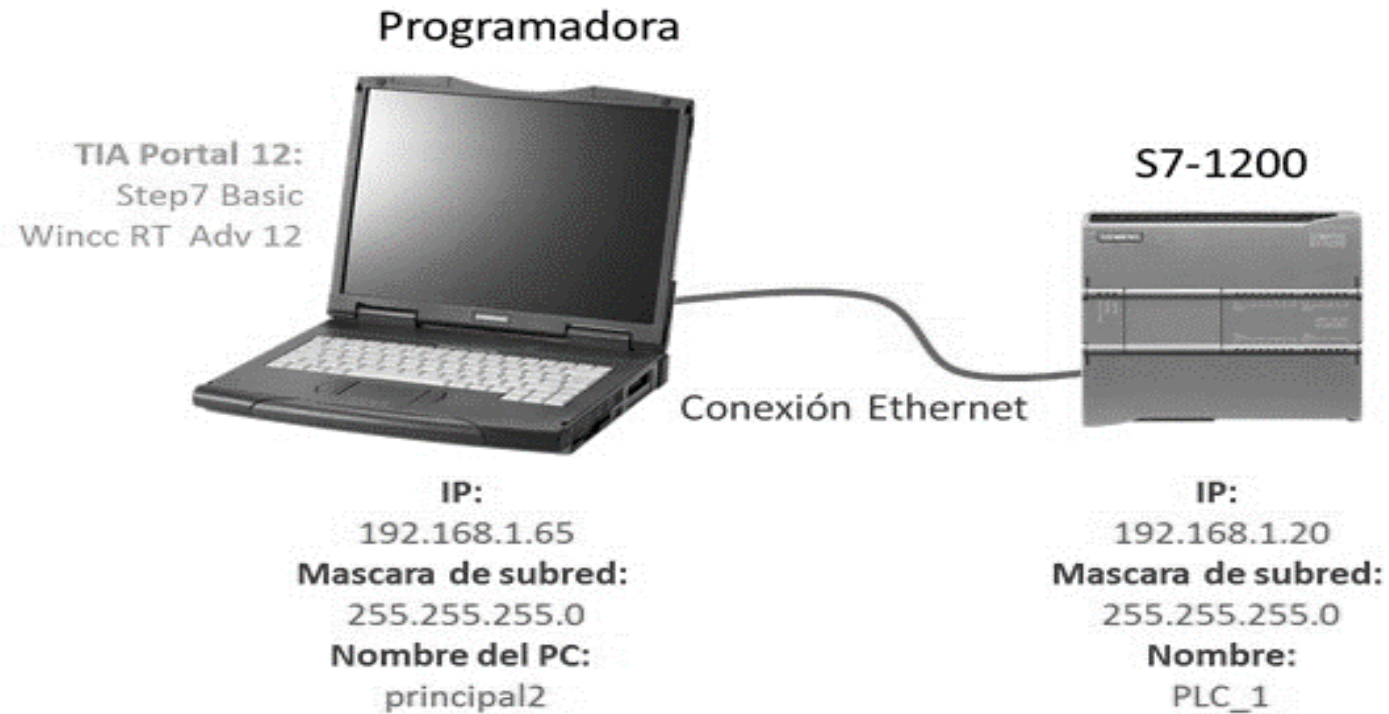 Programadora
TIA Portal 12:
Step7 Basic
Wincc RT Adv 12
S7-1200
Conexión Ethernet
IP:
192.168.1.65
Mascara de subred:
255.255.255.0
Nombre del PC:
principal2
IP:
192.168.1.20
Mascara de subred:
255.255.255.0
Nombre:
PLC_1